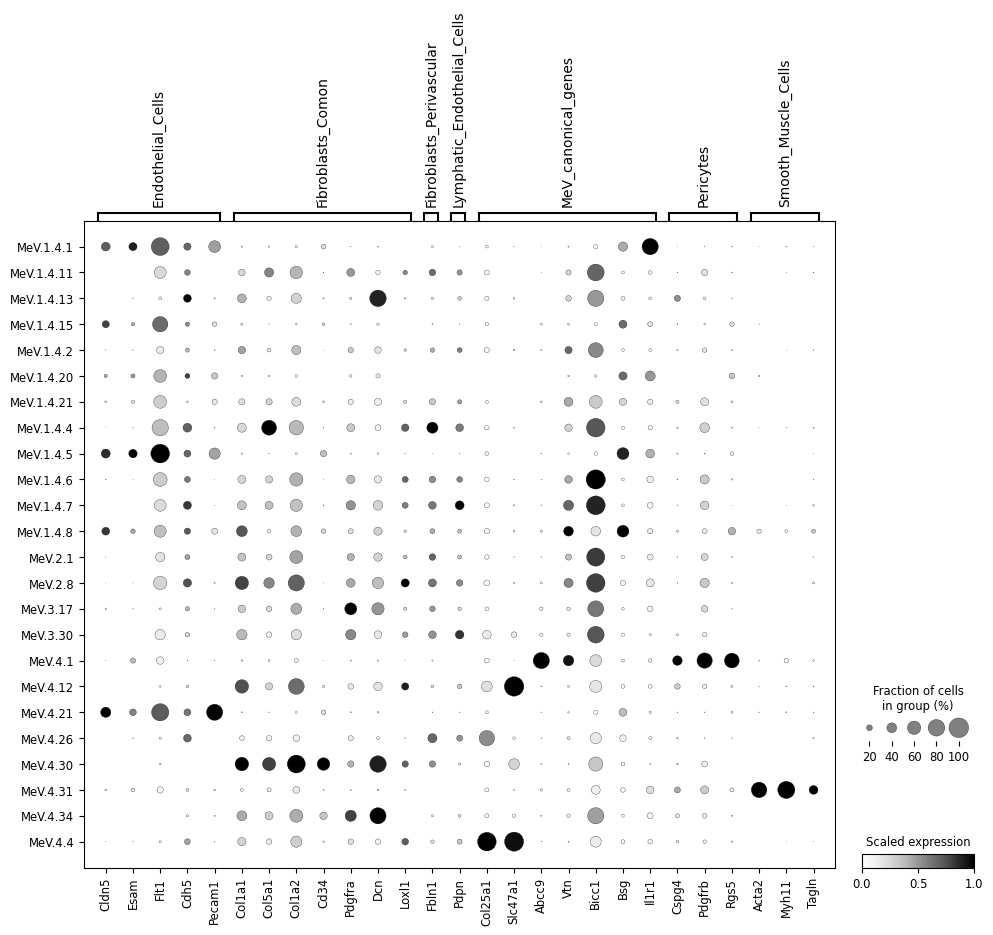 Endothelial_Cells
Fibroblasts_Comon
Fibroblasts_Perivascular
Lymphatic_Endothelial_Cells
MeV_canonical_genes
Pericytes
Smooth_Muscle_Cells
MeV.1.4.1
MeV.1.4.11
MeV.1.4.13
MeV.1.4.15
MeV.1.4.2
MeV.1.4.20
MeV.1.4.21
MeV.1.4.4
MeV.1.4.5
MeV.1.4.6
MeV.1.4.7
MeV.1.4.8
MeV.2.1
MeV.2.8
MeV.3.17
MeV.3.30
MeV.4.1
MeV.4.12
MeV.4.21
MeV.4.26
MeV.4.30
MeV.4.31
MeV.4.34
MeV.4.4
Cldn5
Esam
Flt1
Cdh5
Pecam1
Col1a1
Col5a1
Col1a2
Cd34
Pdgfra
Dcn
Loxl1
Fbln1
Pdpn
Col25a1
Slc47a1
Abcc9
Vtn
Bicc1
Bsg
Il1r1
Cspg4
Pdgfrb
Rgs5
Acta2
Myh11
Tagln
Fraction of cells
in group (%)
20 40 60 80 100
Scaled expression
0.0 0.5 1.0